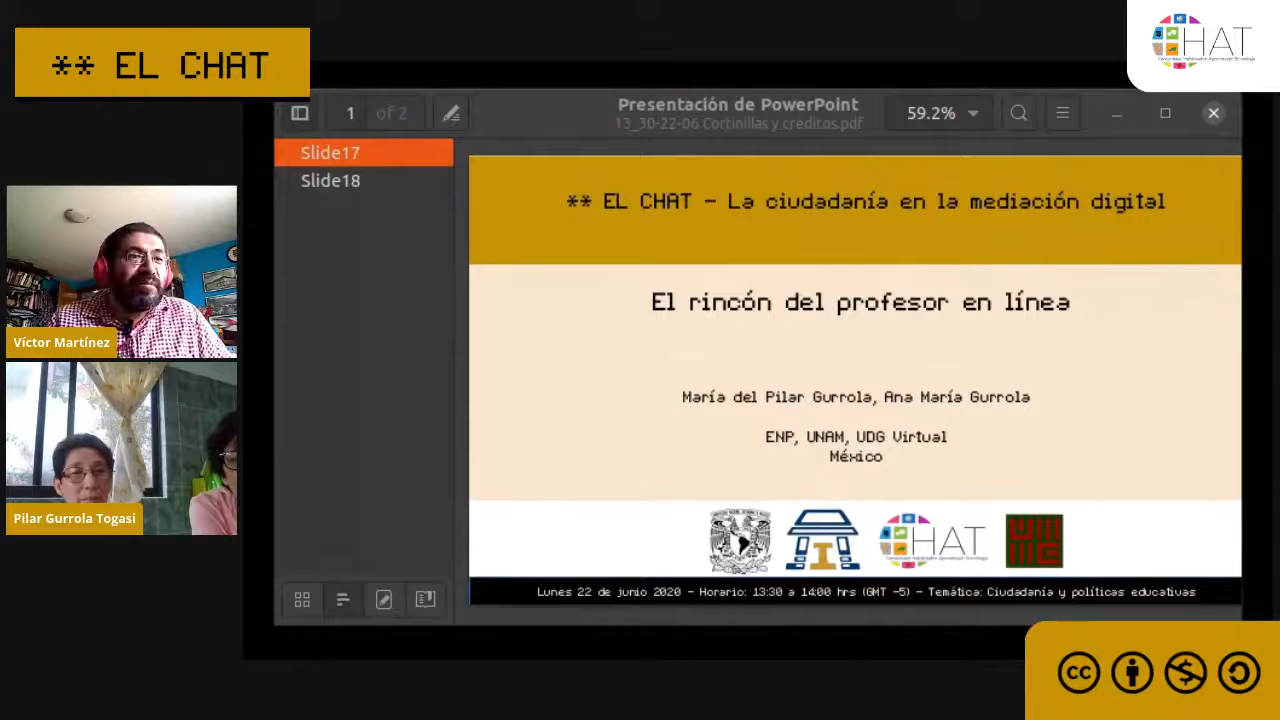 ** EL CHAT
HAT
1 of 2
Presentación de PowerPoint
13_30-22-06 Cortinillas y creditos.pdf
59.2%
Slide17
Slide18
** EL CHAT - La ciudadanía en la mediación digital
El rincón del profesor en línea
María del Pilar Gurrola, Ana María Gurrola
ENP, UNAM, UDG Virtual
México
HAT
Lunes 22 de junio 2020 - Horario: 13:30 a 14:00 hrs (GMT -5) - Temática: Ciudadanía y políticas educativas
Víctor Martínez
Pilar Gurrola Togasi
cc